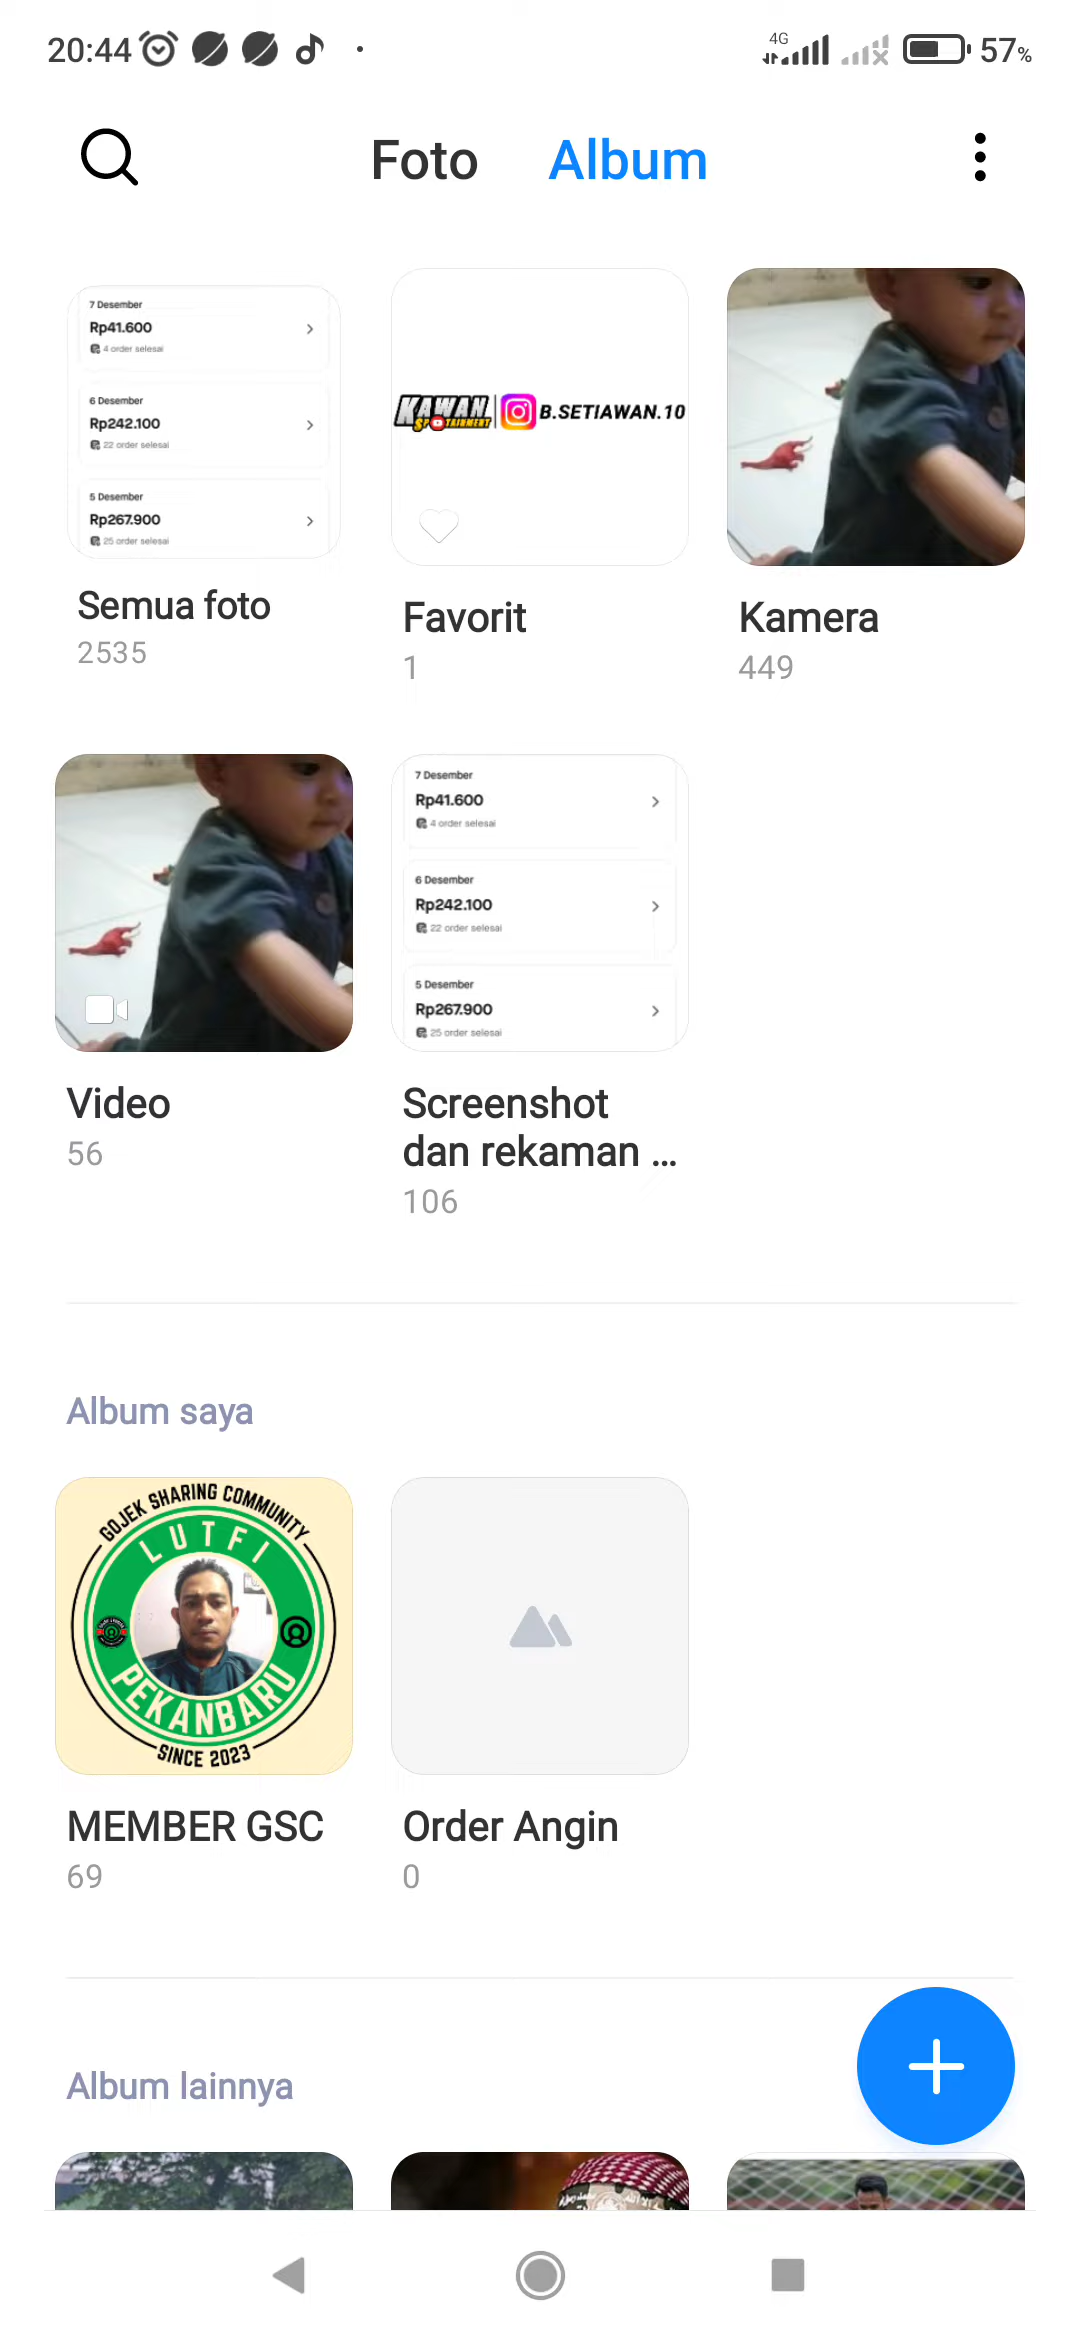 20:44
4G
57%
Foto
Album
7 Desember
Rp41.600
4 order selesai
6 Desember
Rp242.100
22 order selesai
5 Desember
Rp267.900
25 order selesai
Semua foto
2535
KAWAN
SPORTAINMENT
B.SETIAWAN.10
Favorit
1
Kamera
449
Video
56
7 Desember
Rp41.600
4 order selesai
6 Desember
Rp242.100
22 order selesai
5 Desember
Rp267.900
25 order selesai
Screenshot
dan rekaman ...
106
Album saya
GOJEK SHARING COMMUNITY
LUTFI
PEKANBARU
SINCE 2023
MEMBER GSC
69
Order Angin
0
Album lainnya